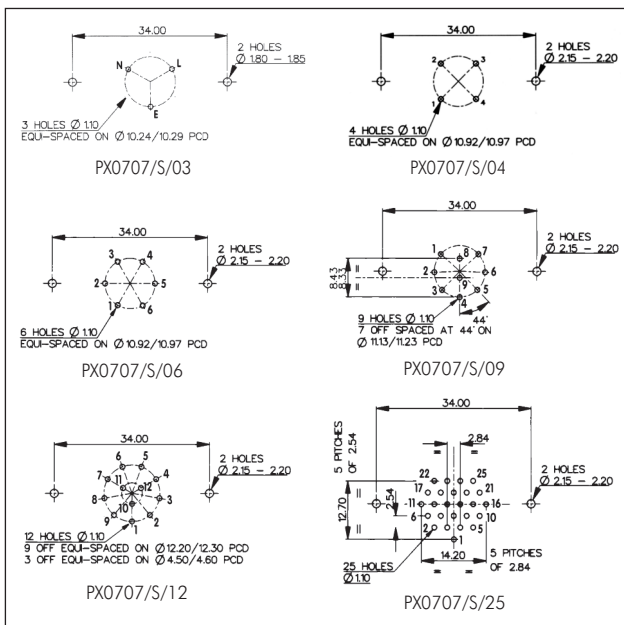 34.00
2 HOLES
Ø 1.80 – 1.85
N
L
E
3 HOLES Ø 1.10
EQUI-SPACED ON Ø 10.24/10.29 PCD
PX0707/S/03
34.00
2 HOLES
Ø 2.15 – 2.20
2
3
1
4
4 HOLES Ø 1.10
EQUI-SPACED ON Ø 10.92/10.97 PCD
PX0707/S/04
34.00
2 HOLES
Ø 2.15 – 2.20
3
4
2
5
1
6
6 HOLES Ø 1.10
EQUI-SPACED ON Ø 10.92/10.97 PCD
PX0707/S/06
34.00
2 HOLES
Ø 2.15 – 2.20
1
8
7
2
6
9
3
5
4
8.43
8.33
=
=
44'
9 HOLES Ø 1.10
7 OFF SPACED AT 44' ON
Ø 11.13/11.23 PCD
PX0707/S/09
34.00
2 HOLES
Ø 2.15 – 2.20
6
5
7
4
11
12
8
3
10
9
2
1
12 HOLES Ø 1.10
9 OFF EQUI-SPACED ON Ø 12.20/12.30 PCD
3 OFF EQUI-SPACED ON Ø 4.50/4.60 PCD
PX0707/S/12
34.00
2.84
= =
5 PITCHES
OF 2.54
12.70
2.54
=
=
2 HOLES
Ø 2.15 – 2.20
22
25
17
21
11
16
6
10
2
5
1
25 HOLES
Ø 1.10
14.20
5 PITCHES
OF 2.84
= =
PX0707/S/25